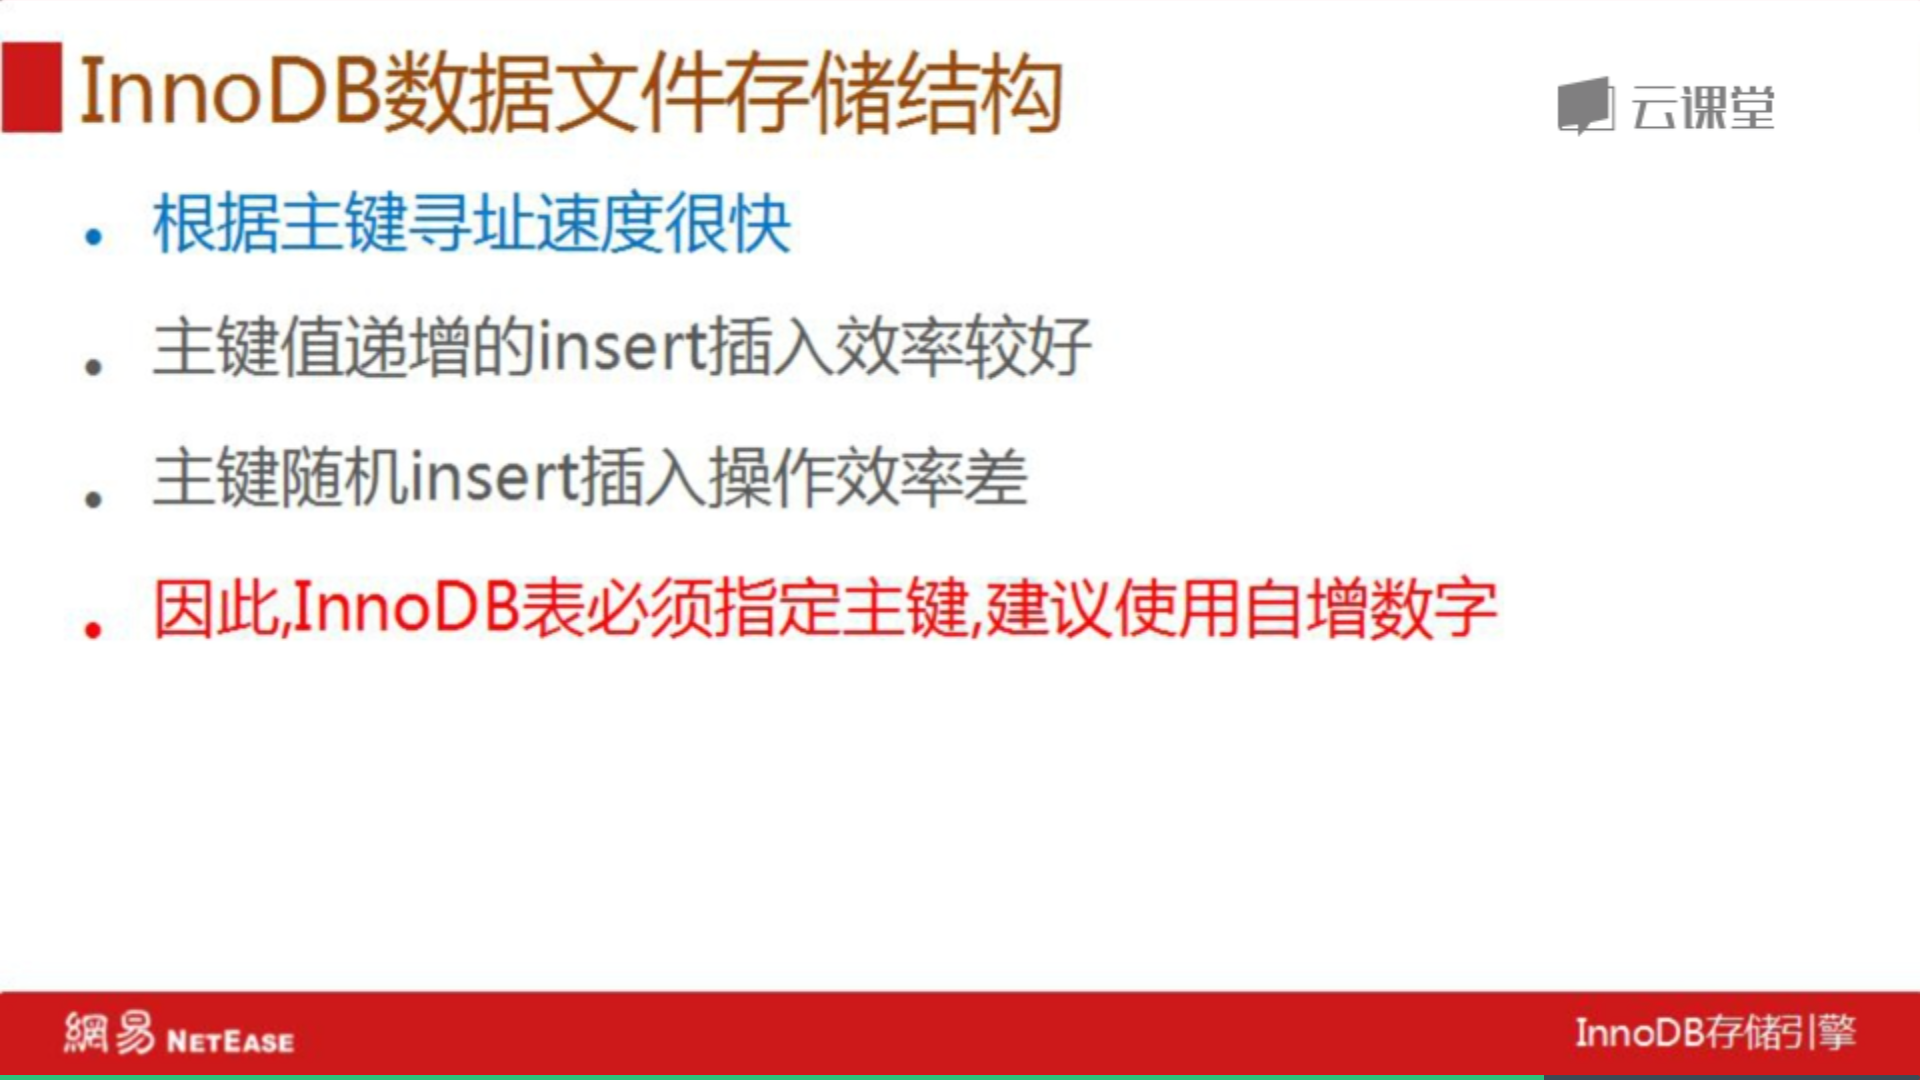 InnoDB数据文件存储结构
云课堂
根据主键寻址速度很快
主键值递增的insert插入效率较好
主键随机insert插入操作效率差
因此,InnoDB表必须指定主键,建议使用自增数字
網易 NETEASE
InnoDB存储引擎